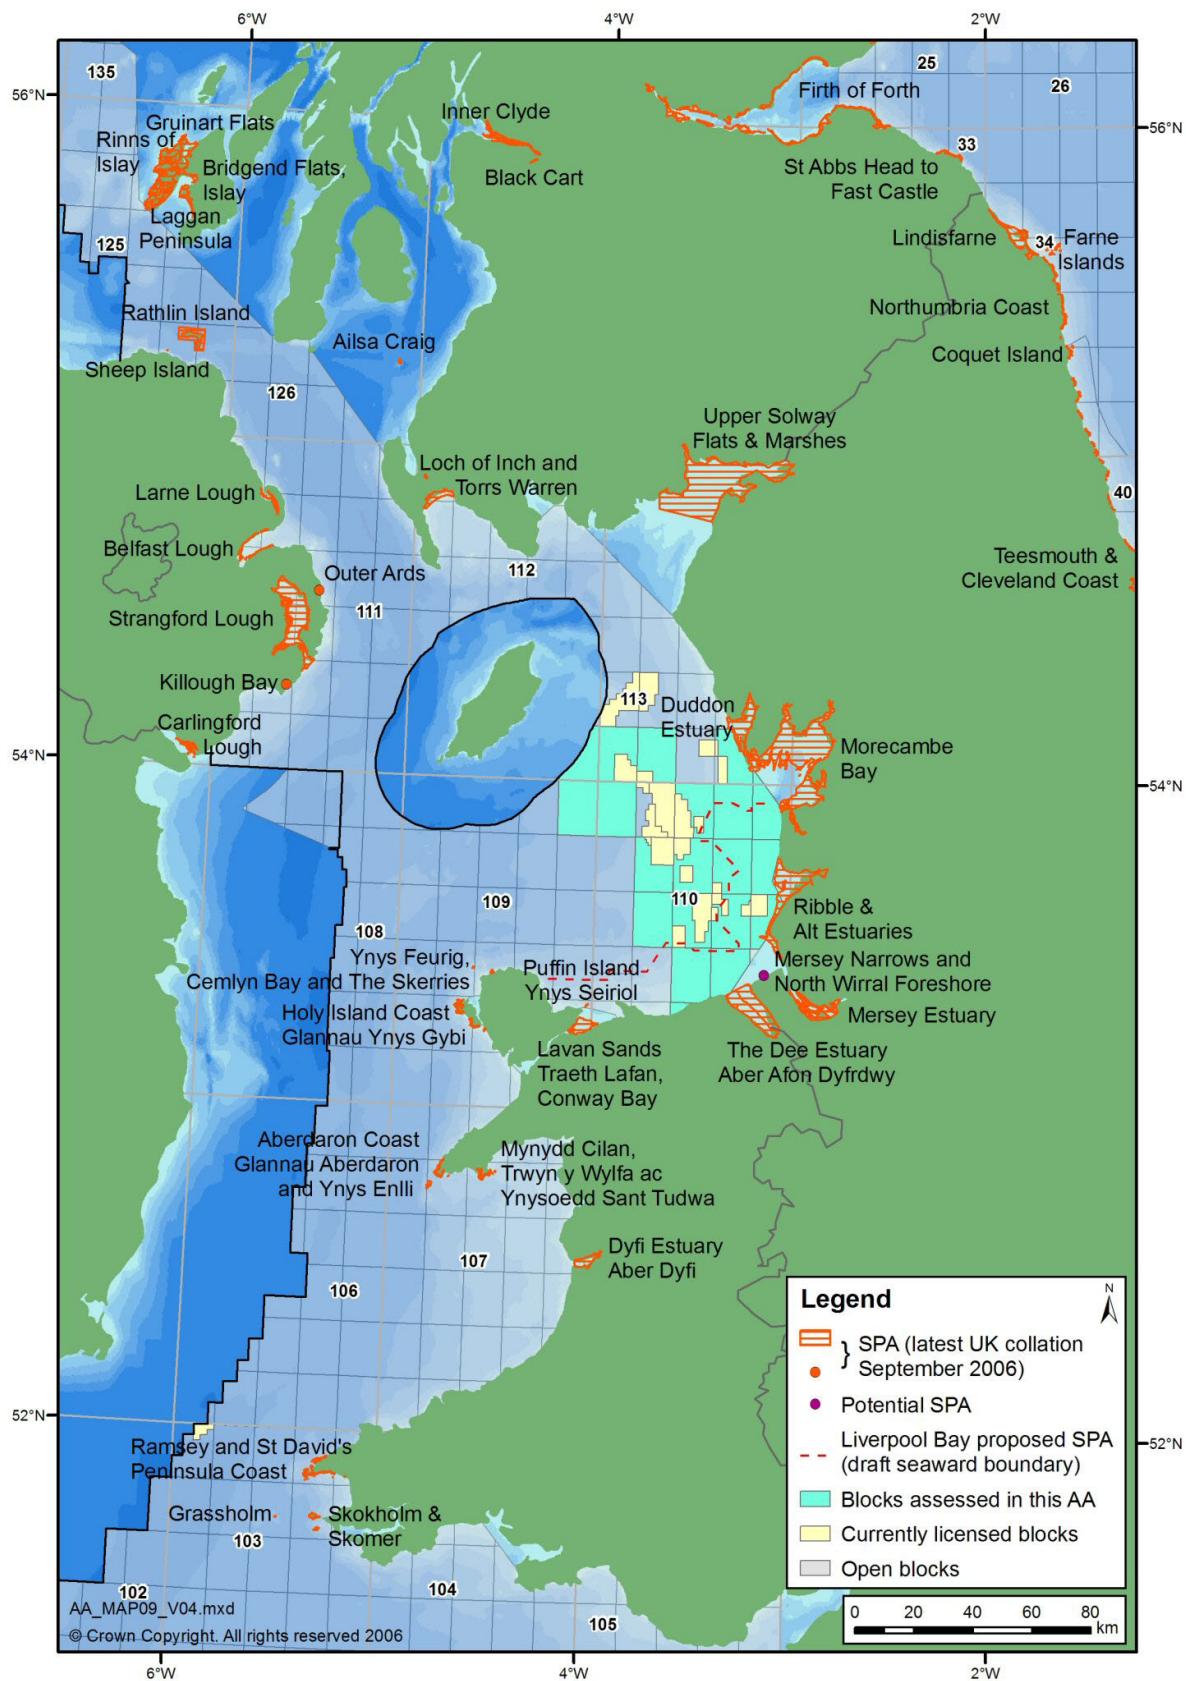 6°W
4°W
2°W
135
25
26
56°N
56°N
Firth of Forth
Inner Clyde
Gruinart Flats
Rinns of
Islay
Bridgend Flats,
Islay
33
St Abbs Head to
Fast Castle
Black Cart
Laggan
Peninsula
125
Lindisfarne
34
Farne
Islands
Rathlin Island
Northumbria Coast
Ailsa Craig
Coquet Island
Sheep Island
126
Upper Solway
Flats & Marshes
Loch of Inch and
Torrs Warren
Larne Lough
40
Belfast Lough
Teesmouth &
Cleveland Coast
112
Outer Ards
111
Strangford Lough
Killough Bay
113
Duddon
Estuary
Carlingford
Lough
Morecambe
Bay
54°N
54°N
110
109
Ribble &
Alt Estuaries
108
Ynys Feurig,
Cemlyn Bay and The Skerries
Puffin Island
Ynys Seiriol
Mersey Narrows and
North Wirral Foreshore
Holy Island Coast
Glannau Ynys Gybi
Mersey Estuary
Lavan Sands
Traeth Lafan,
Conway Bay
The Dee Estuary
Aber Afon Dyfrdwy
Aberdaron Coast
Glannau Aberdaron
and Ynys Enlli
Mynydd Cilan,
Trwyn y Wylfa ac
Ynysoedd Sant Tudwa
107
Dyfi Estuary
Aber Dyfi
106
52°N
52°N
Ramsey and St David's
Peninsula Coast
Grassholm
Skokholm &
Skomer
103
102
104
105
Legend
N
SPA (latest UK collation
September 2006)
Potential SPA
Liverpool Bay proposed SPA
(draft seaward boundary)
Blocks assessed in this AA
Currently licensed blocks
Open blocks
0 20 40 60 80
km
AA_MAP09_V04.mxd
© Crown Copyright. All rights reserved 2006
6°W
4°W
2°W